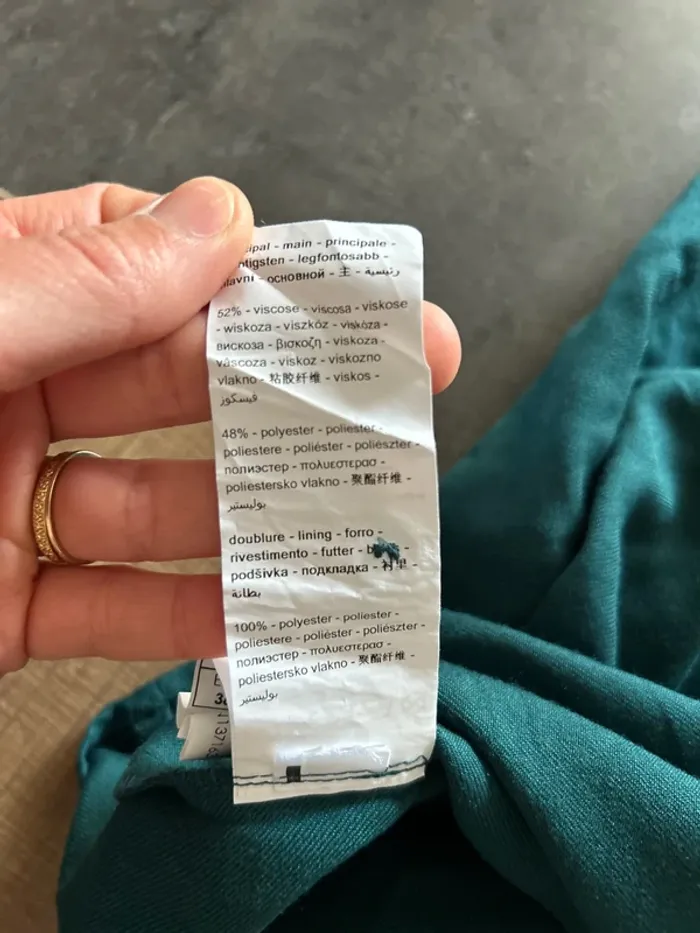 - main - principale -
- legfontosabb -
- основной - 主 - رئيسية
52% - viscose - viscosa - viskose
- wiskoza - viszkóz - viskóza -
вискоза - βισκοζη - viskoza -
vâscoza - viskoz - viskozno
vlakno - 粘胶纤维 - viskos -
فيسكوز
48% - polyester - poliester -
poliestere - poliéster - poliészter -
полиэстер - πολυεστερασ -
poliestersko vlakno - 聚酯纤维 -
بوليستير
doublure - lining - forro -
rivestimento - futter -
podšívka - подкладка - 衬里 -
بطانة
100% - polyester - poliester -
poliestere - poliéster - poliészter -
полиэстер - πολυεστερασ -
poliestersko vlakno - 聚酯纤维 -
بوليستير